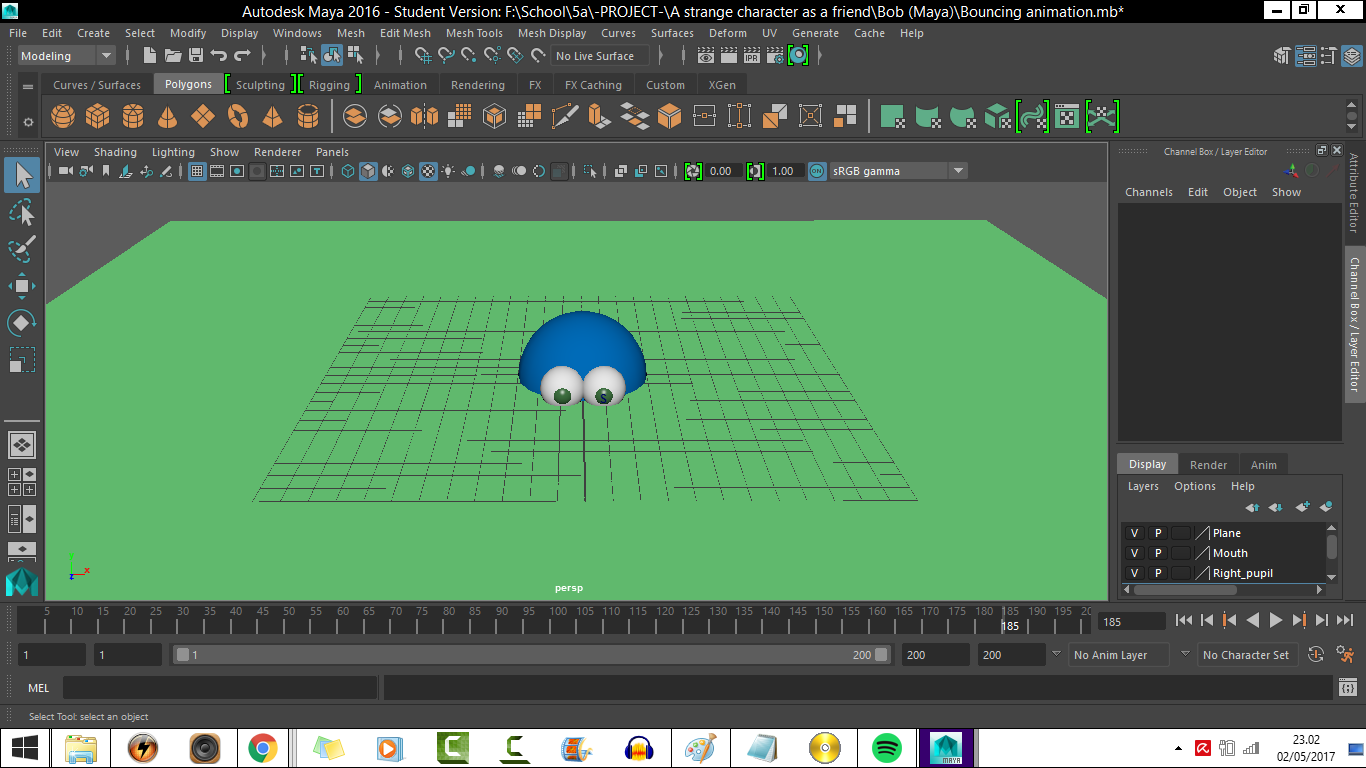 Autodesk Maya 2016 - Student Version: F:\School\5a\-PROJECT-\A strange character as a friend\Bob (Maya)\Bouncing animation.mb*
File Edit Create Select Modify Display Windows Mesh Edit Mesh Mesh Tools Mesh Display Curves Surfaces Deform UV Generate Cache Help
Modeling No Live Surface
Curves / Surfaces Polygons Sculpting Rigging Animation Rendering FX FX Caching Custom XGen
View Shading Lighting Show Renderer Panels
0.00 1.00 ON sRGB gamma
Channel Box / Layer Editor
Channels Edit Object Show
Attribute Editor
Channel Box / Layer Editor
S
Display Render Anim
Layers Options Help
V P Plane
V P Mouth
V P Right_pupil
y
x
z
persp
5 10 15 20 25 30 35 40 45 50 55 60 65 70 75 80 85 90 95 100 105 110 115 120 125 130 135 140 145 150 155 160 165 170 175 180 185 190 195 20
185
185
1 1 1 200 200 200 No Anim Layer No Character Set
MEL
Select Tool: select an object
MAYA
23.02
02/05/2017